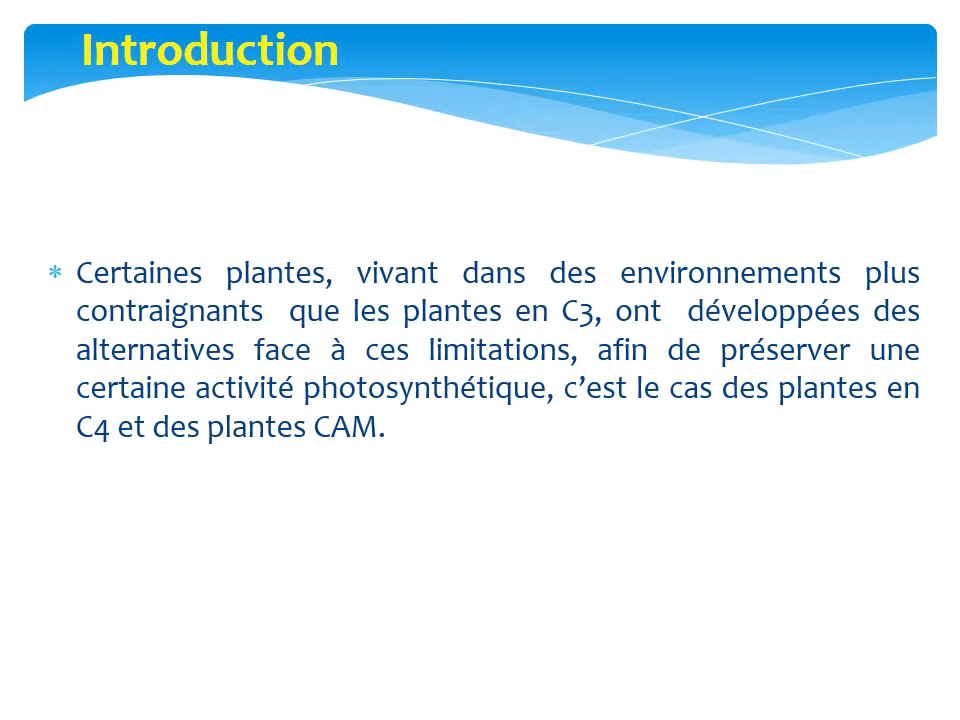 Introduction
* Certaines plantes, vivant dans des environnements plus
contraignants que les plantes en C3, ont développées des
alternatives face à ces limitations, afin de préserver une
certaine activité photosynthétique, c’est le cas des plantes en
C4 et des plantes CAM.